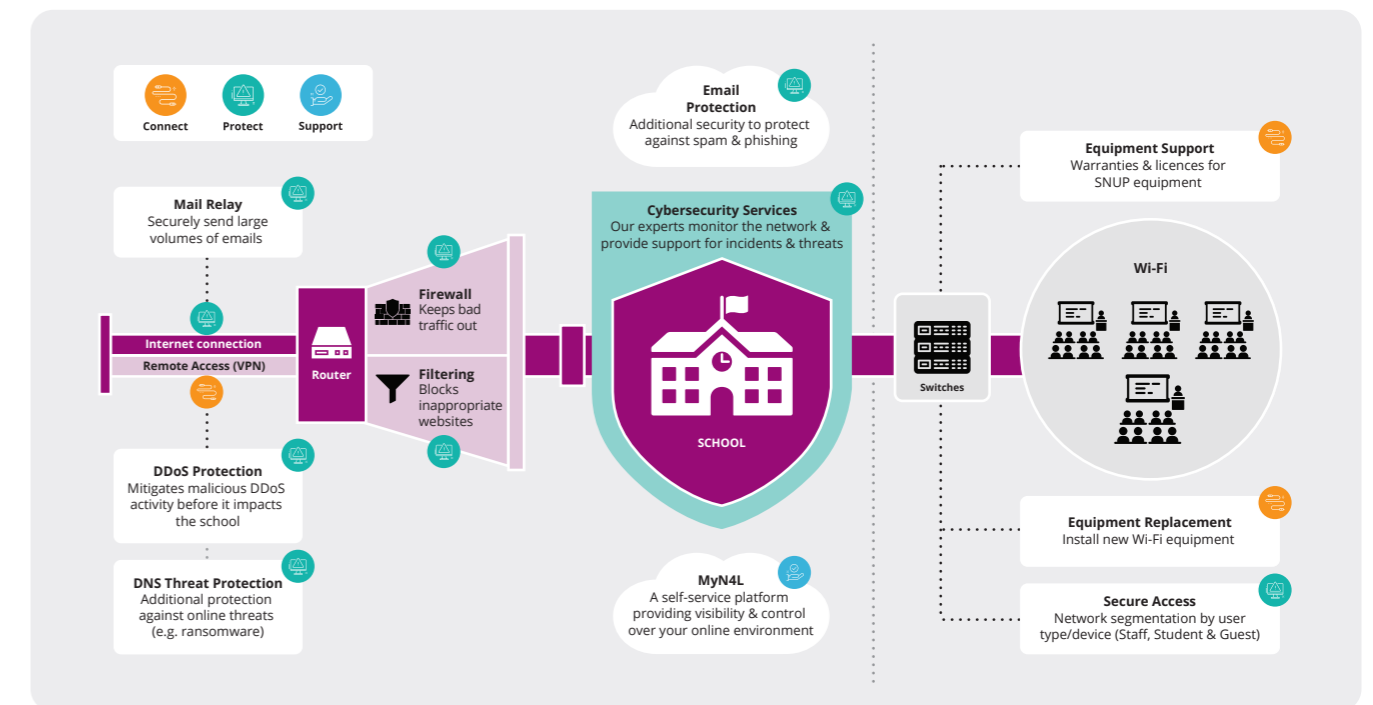 Connect
Protect
Support
Mail Relay
Securely send large
volumes of emails
Internet connection
Remote Access (VPN)
DDoS Protection
Mitigates malicious DDoS
activity before it impacts
the school
DNS Threat Protection
Additional protection
against online threats
(e.g. ransomware)
Router
Firewall
Keeps bad
traffic out
Filtering
Blocks
inappropriate
websites
Email
Protection
Additional security to protect
against spam & phishing
Cybersecurity Services
Our experts monitor the network &
provide support for incidents & threats
SCHOOL
MyN4L
A self-service platform
providing visibility & control
over your online environment
Switches
Equipment Support
Warranties & licences for
SNUP equipment
Wi-Fi
Equipment Replacement
Install new Wi-Fi equipment
Secure Access
Network segmentation by user
type/device (Staff, Student & Guest)